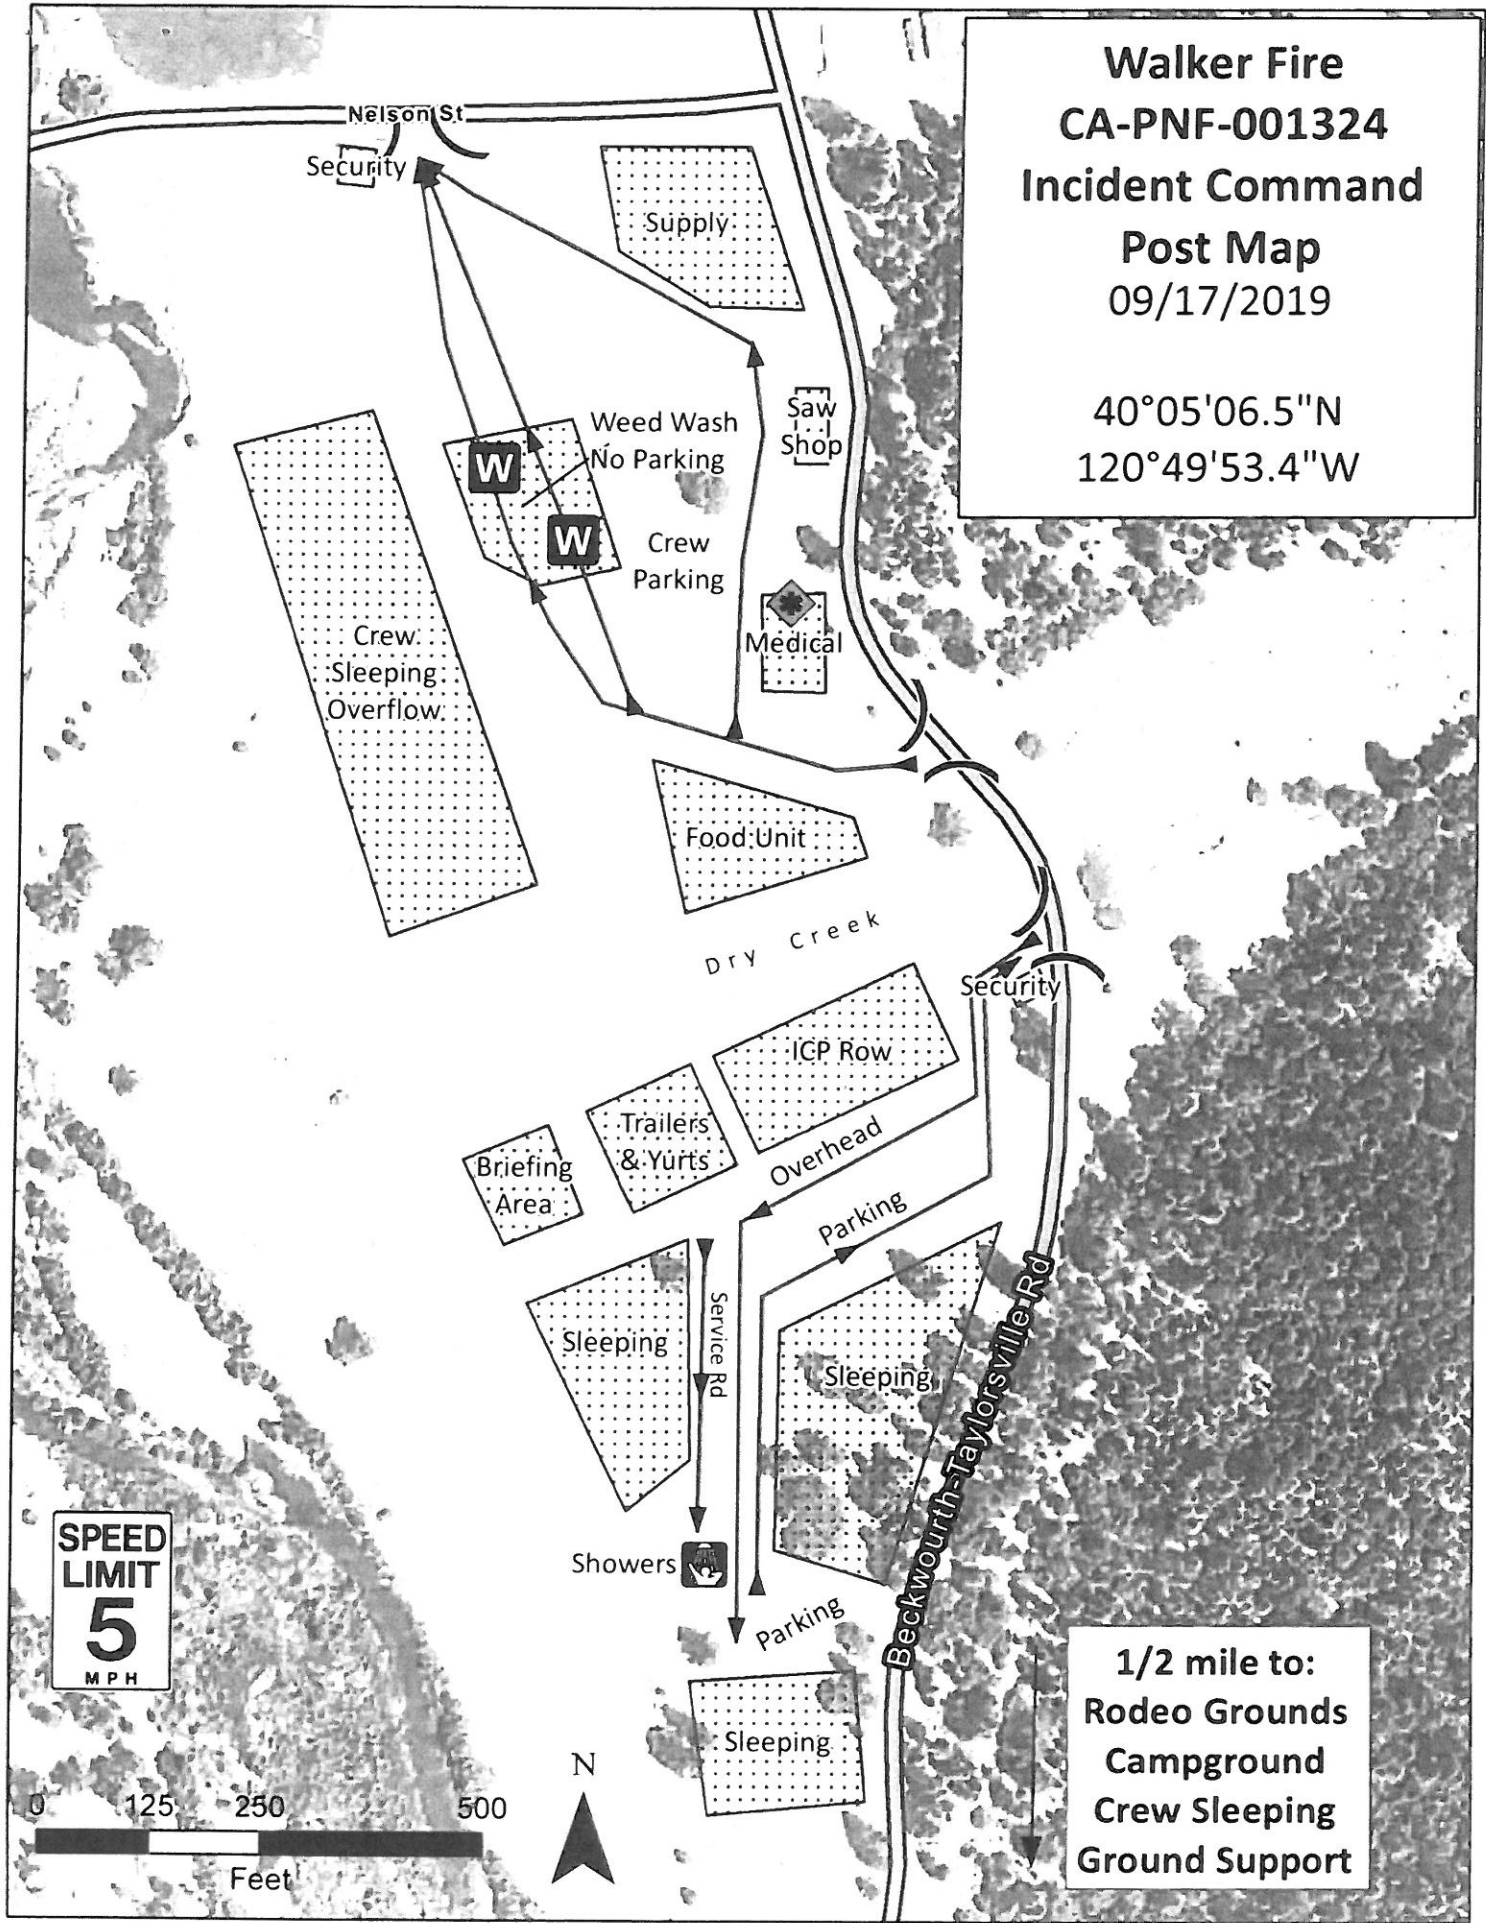 Walker Fire
CA-PNF-001324
Incident Command
Post Map
09/17/2019
40°05'06.5"N
120°49'53.4"W
Nelson St
Security
Supply
Saw
Shop
Weed Wash
No Parking
W
W
Crew
Parking
Medical
Crew
Sleeping
Overflow
Food Unit
Dry Creek
Security
ICP Row
Trailers
& Yurts
Briefing
Area
Overhead
Parking
Service Rd
Sleeping
Sleeping
Beckwourth-Taylorsville Rd
Showers
Parking
Sleeping
SPEED
LIMIT
5
MPH
1/2 mile to:
Rodeo Grounds
Campground
Crew Sleeping
Ground Support
N
0 125 250 500
Feet